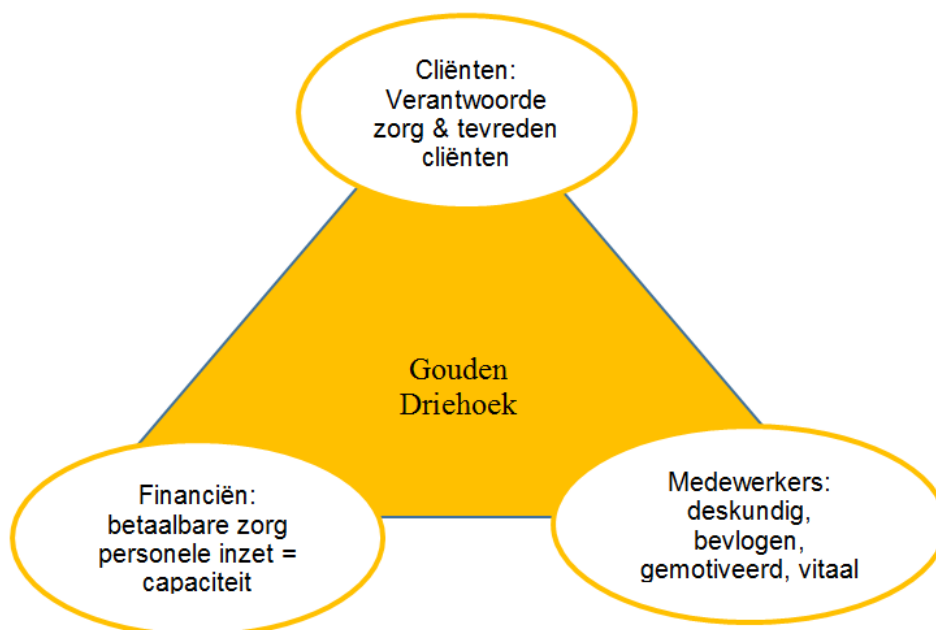 Cliënten:
Verantwoorde
zorg & tevreden
cliënten
Gouden
Driehoek
Financiën:
betaalbare zorg
personele inzet =
capaciteit
Medewerkers:
deskundig,
bevlogen,
gemotiveerd, vitaal